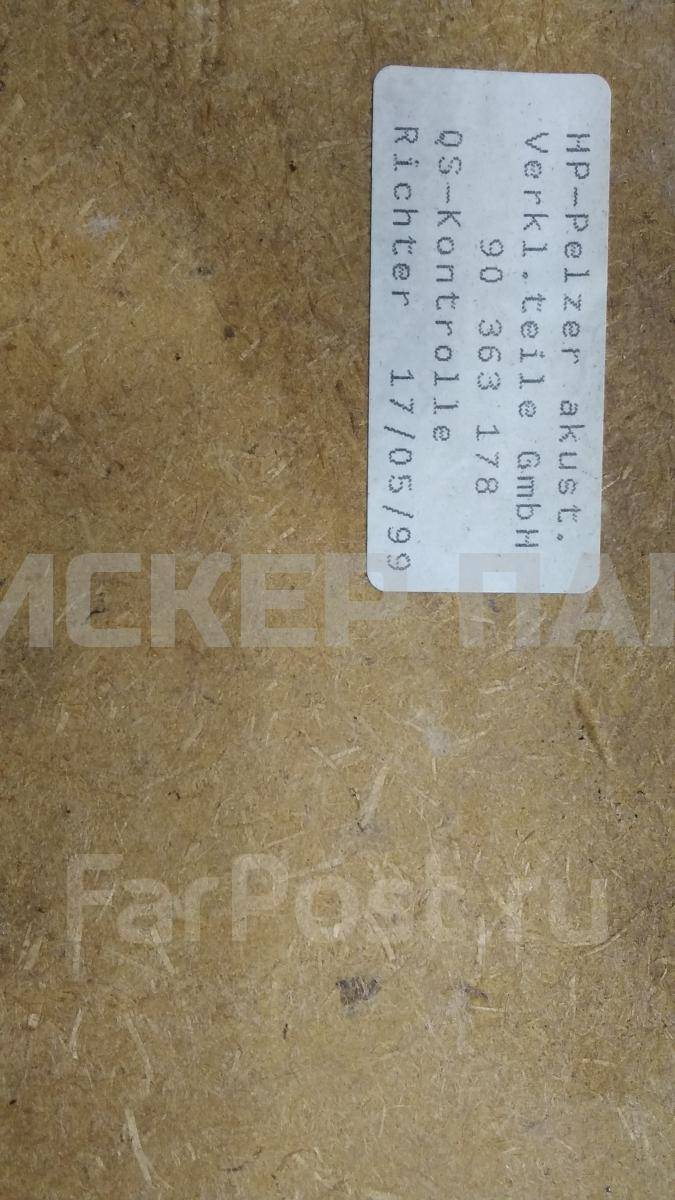 HP-Pelzer akust.
Verkl.teile GmbH
90 363 178
QS-Kontrolle
Richter 17/05/99
FarPost.ru